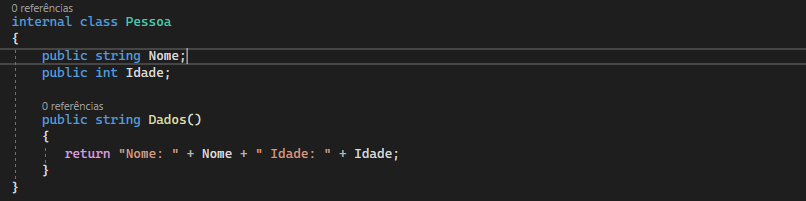 0 referências
internal class Pessoa
{
public string Nome;
public int Idade;
0 referências
public string Dados()
{
return "Nome: " + Nome + " Idade: " + Idade;
}
}